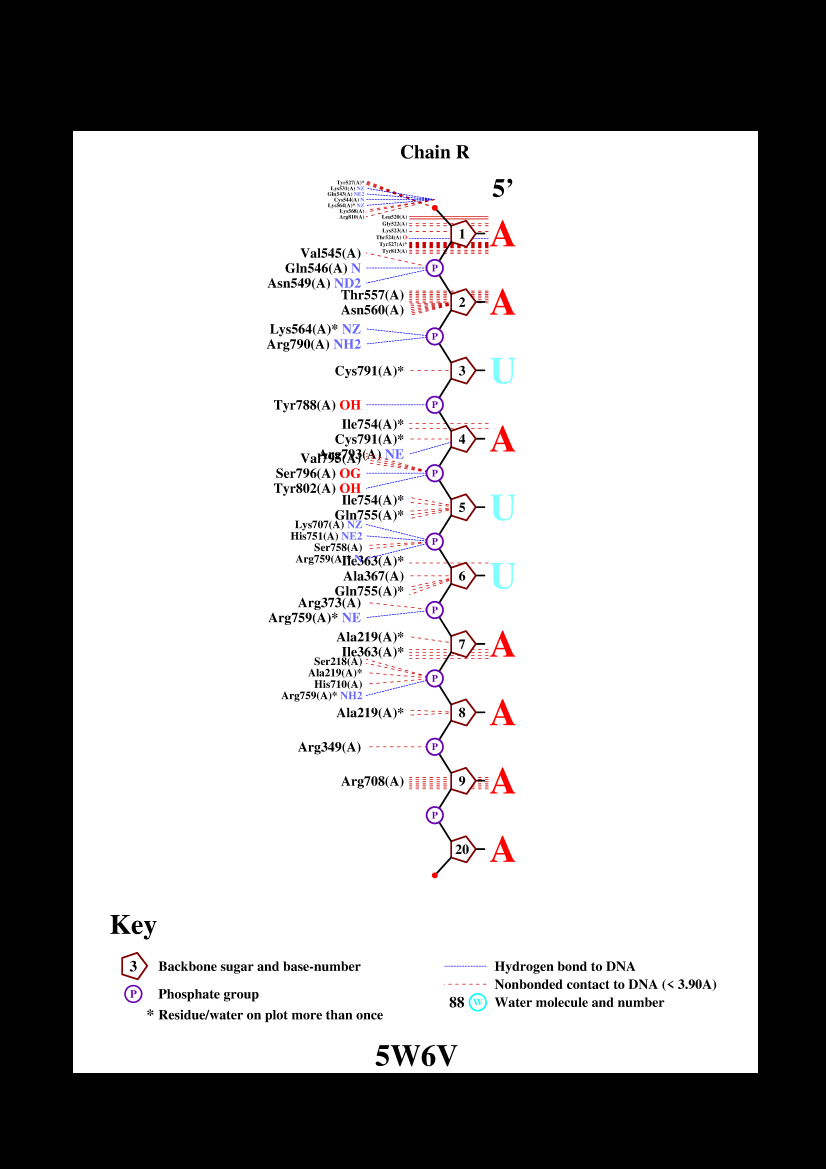 Chain R
5’
Tyr527(A)*
Lys531(A) NZ
Gln543(A) NE2
Cys544(A) N
Lys564(A)* NZ
Lys568(A)
Arg810(A)
Leu520(A)
Gly522(A)
Lys523(A)
Thr524(A) O
Tyr527(A)*
Tyr813(A)
1 A
Val545(A)
Gln546(A) N
P
Asn549(A) ND2
Thr557(A)
2 A
Asn560(A)
Lys564(A)* NZ
P
Arg790(A) NH2
Cys791(A)* 3 U
Tyr788(A) OH P
Ile754(A)*
Cys791(A)* 4 A
Arg793(A) NE
Val795(A)
Ser796(A) OG P
Tyr802(A) OH
Ile754(A)*
5 U
Gln755(A)*
Lys707(A) NZ
His751(A) NE2
P
Ser758(A)
Arg759(A)*
Ile363(A)*
Ala367(A) 6 U
Gln755(A)*
Arg373(A)
P
Arg759(A)* NE
Ala219(A)*
7 A
Ile363(A)*
Ser218(A)
Ala219(A)*
P
His710(A)
Arg759(A)* NH2
Ala219(A)* 8 A
Arg349(A) P
Arg708(A) 9 A
P
20 A
Key
3 Backbone sugar and base-number
P Phosphate group
* Residue/water on plot more than once
Hydrogen bond to DNA
Nonbonded contact to DNA (< 3.90A)
88 W Water molecule and number
5W6V